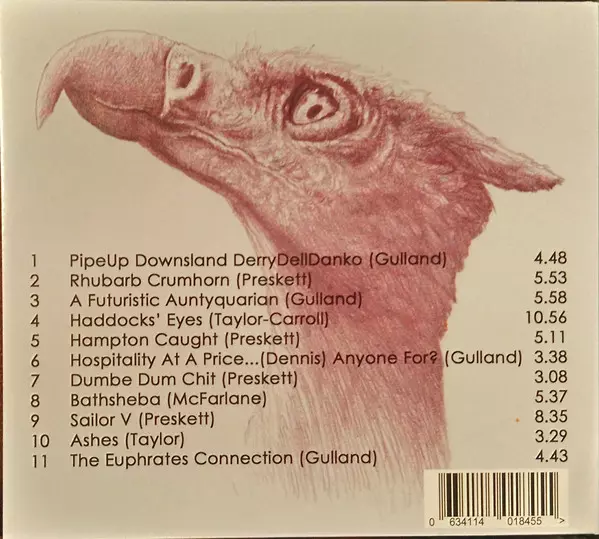 1 PipeUp Downsland DerryDellDanko (Gulland) 4.48
2 Rhubarb Crumhorn (Preskett) 5.53
3 A Futuristic Auntyquarian (Gulland) 5.58
4 Haddocks' Eyes (Taylor-Carroll) 10.56
5 Hampton Caught (Preskett) 5.11
6 Hospitality At A Price...(Dennis) Anyone For? (Gulland) 3.38
7 Dumbe Dum Chit (Preskett) 3.08
8 Bathsheba (McFarlane) 5.37
9 Sailor V (Preskett) 8.35
10 Ashes (Taylor) 3.29
11 The Euphrates Connection (Gulland) 4.43
0 634114 018455 >